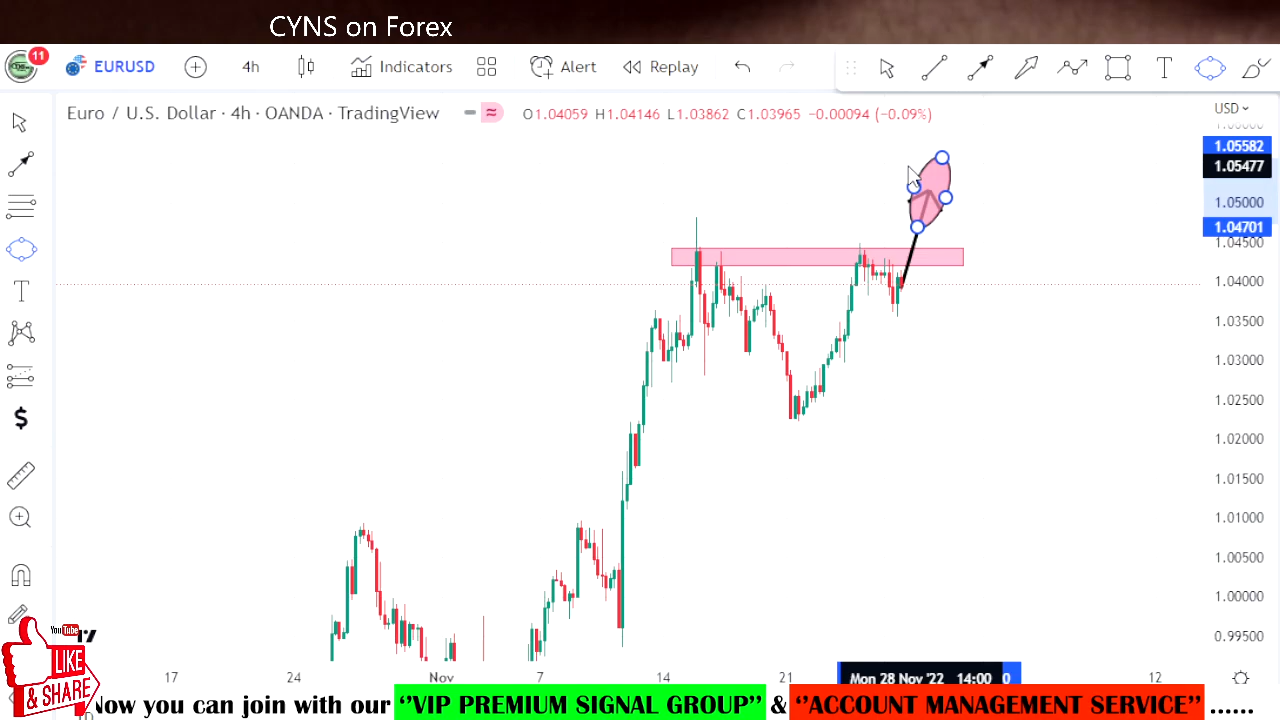 CYNS on Forex
11
EURUSD 4h Indicators Alert Replay
Euro / U.S. Dollar · 4h · OANDA · TradingView O1.04059 H1.04146 L1.03862 C1.03965 −0.00094 (−0.09%) USD
1.05582
1.05477
1.05000
1.04701
1.04500
1.04000
1.03500
1.03000
1.02500
1.02000
1.01500
1.01000
1.00500
1.00000
0.99500
17 24 Nov 7 14 21 Mon 28 Nov '22 14:00 0 12
YouTube
LIKE
& SHARE
Now you can join with our ‘’VIP PREMIUM SIGNAL GROUP’’ & ‘’ACCOUNT MANAGEMENT SERVICE’’ ......